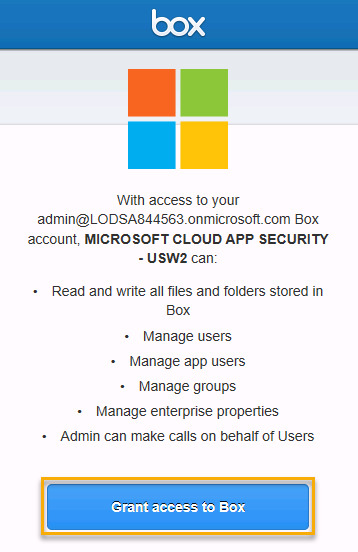 box
With access to your
admin@LODSA844563.onmicrosoft.com Box
account, MICROSOFT CLOUD APP SECURITY
- USW2 can:
• Read and write all files and folders stored in
Box
• Manage users
• Manage app users
• Manage groups
• Manage enterprise properties
• Admin can make calls on behalf of Users
Grant access to Box